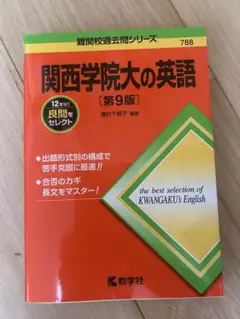 難関校過去問シリーズ
788
関西学院大の英語
[第9版]
編著
12年分!
良問を
セレクト
◆出題形式別の構成で
苦手克服に最適!!
◆合否のカギ
長文をマスター!
the best selection of
KWANGAKU's English
教学社